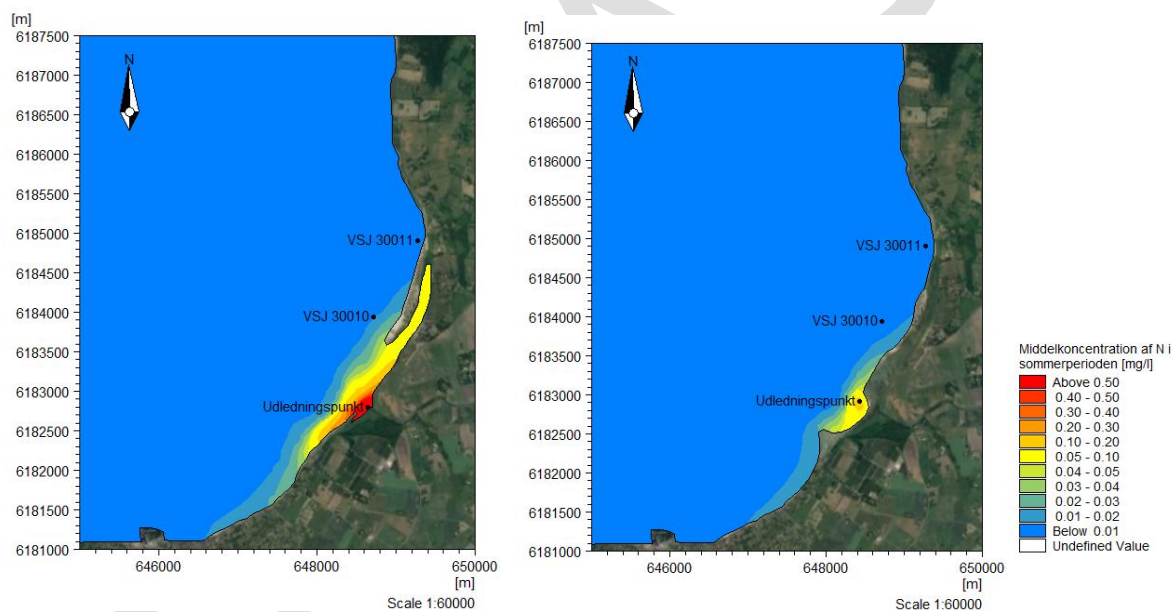 [m]
6187500
6187000
6186500
6186000
6185500
6185000
6184500
6184000
6183500
6183000
6182500
6182000
6181500
6181000
N
VSJ 30011
VSJ 30010
Udledningspunkt
646000
648000
650000
[m]
Scale 1:60000
[m]
6187500
6187000
6186500
6186000
6185500
6185000
6184500
6184000
6183500
6183000
6182500
6182000
6181500
6181000
N
VSJ 30011
VSJ 30010
Udledningspunkt
646000
648000
650000
[m]
Scale 1:60000
Middelkoncentration af N i
sommerperioden [mg/l]
Above 0.50
0.40 - 0.50
0.30 - 0.40
0.20 - 0.30
0.10 - 0.20
0.05 - 0.10
0.04 - 0.05
0.03 - 0.04
0.02 - 0.03
0.01 - 0.02
Below 0.01
Undefined Value